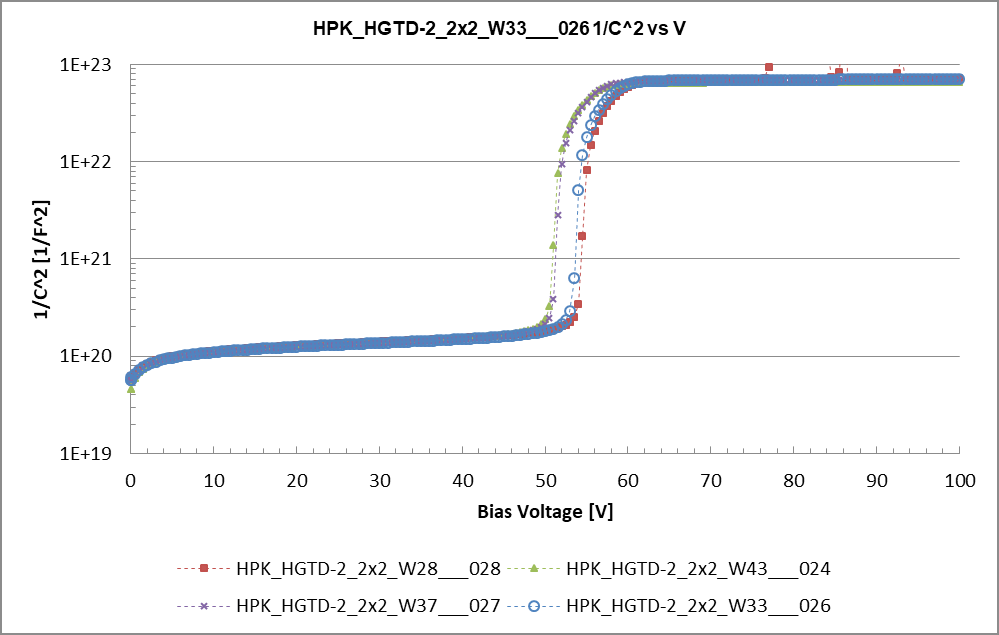 HPK_HGTD-2_2x2_W33___026 1/C^2 vs V
1E+23
1E+22
1E+21
1E+20
1E+19
1/C^2 [1/F^2]
0 10 20 30 40 50 60 70 80 90 100
Bias Voltage [V]
HPK_HGTD-2_2x2_W28___028 HPK_HGTD-2_2x2_W43___024
HPK_HGTD-2_2x2_W37___027 HPK_HGTD-2_2x2_W33___026